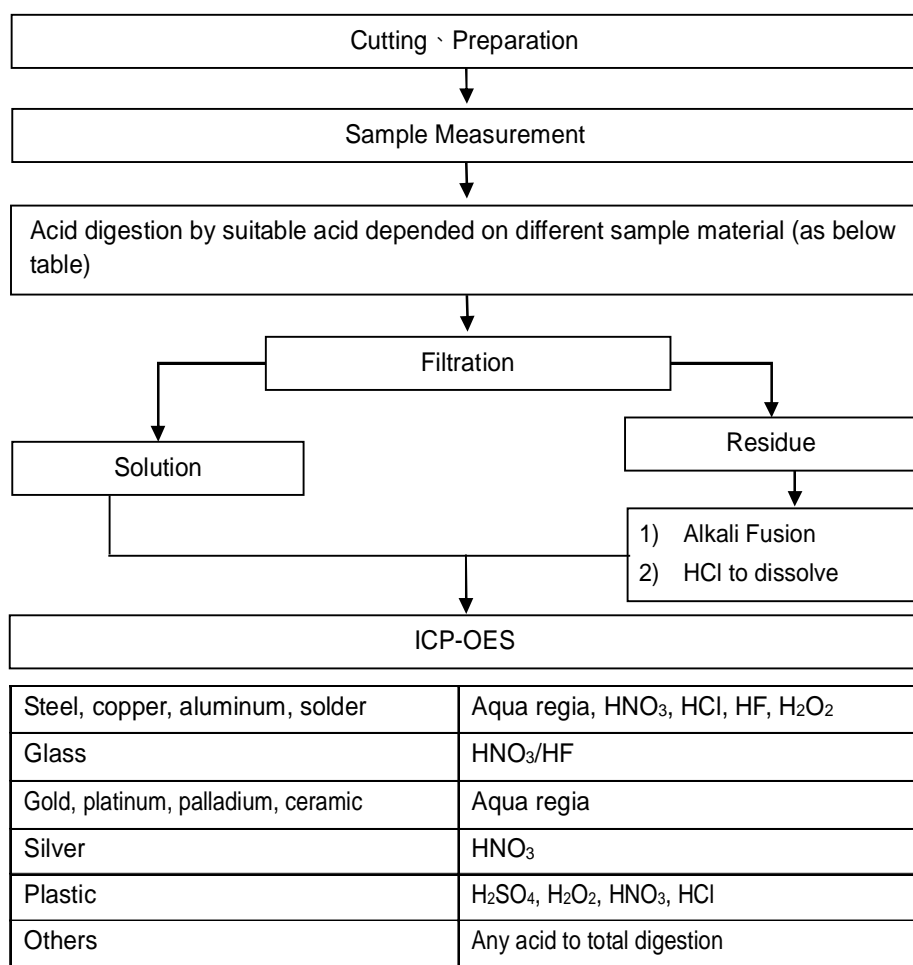 Cutting、Preparation
Sample Measurement
Acid digestion by suitable acid depended on different sample material (as below
table)
Filtration
Solution
Residue
1) Alkali Fusion
2) HCl to dissolve
ICP-OES
Steel, copper, aluminum, solder Aqua regia, HNO₃, HCl, HF, H₂O₂
Glass HNO₃/HF
Gold, platinum, palladium, ceramic Aqua regia
Silver HNO₃
Plastic H₂SO₄, H₂O₂, HNO₃, HCl
Others Any acid to total digestion